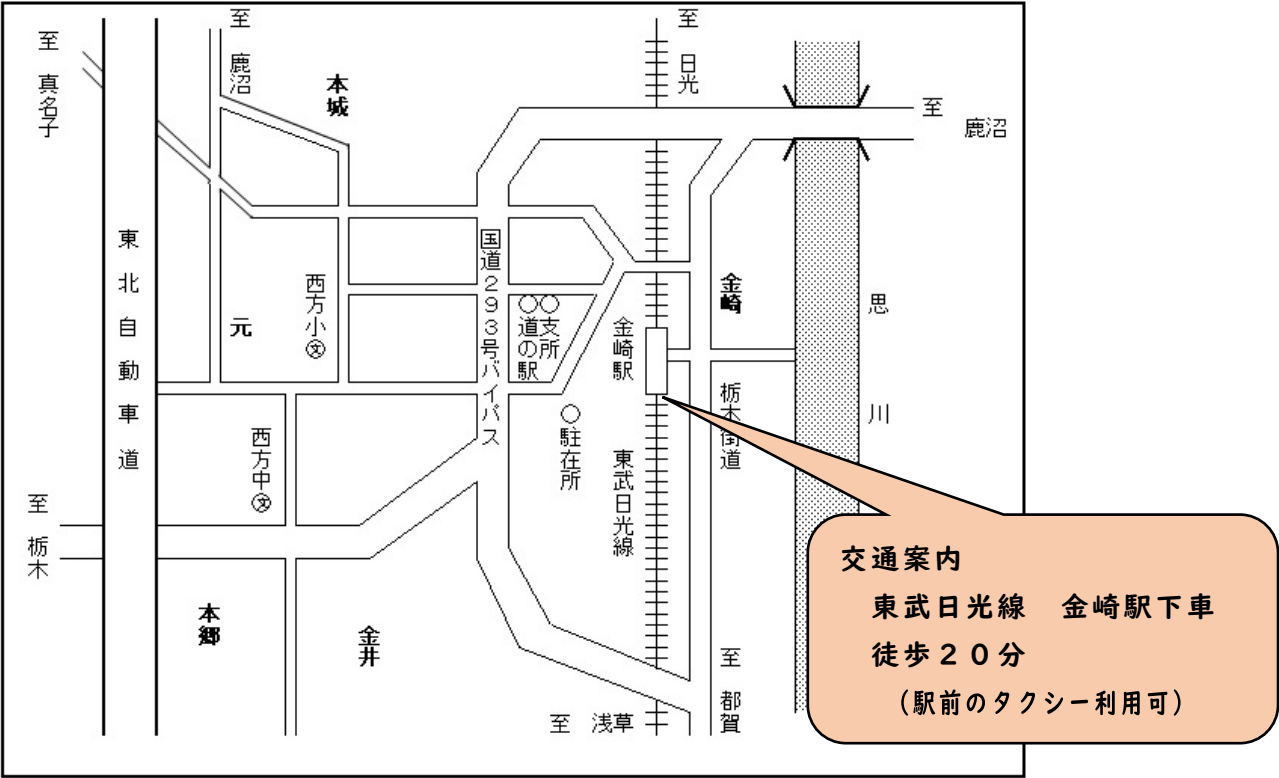 至 真名子
至 鹿沼
本城
至 日光
至 鹿沼
東北自動車道
元
西方小㊫
国道293号バイパス
○道の駅
○支所
金崎駅
金崎
思川
栃木街道
○駐在所
西方中㊫
東武日光線
至 栃木
本郷
金井
至 浅草
至 都賀
交通案内
東武日光線 金崎駅下車
徒歩20分
(駅前のタクシー利用可)